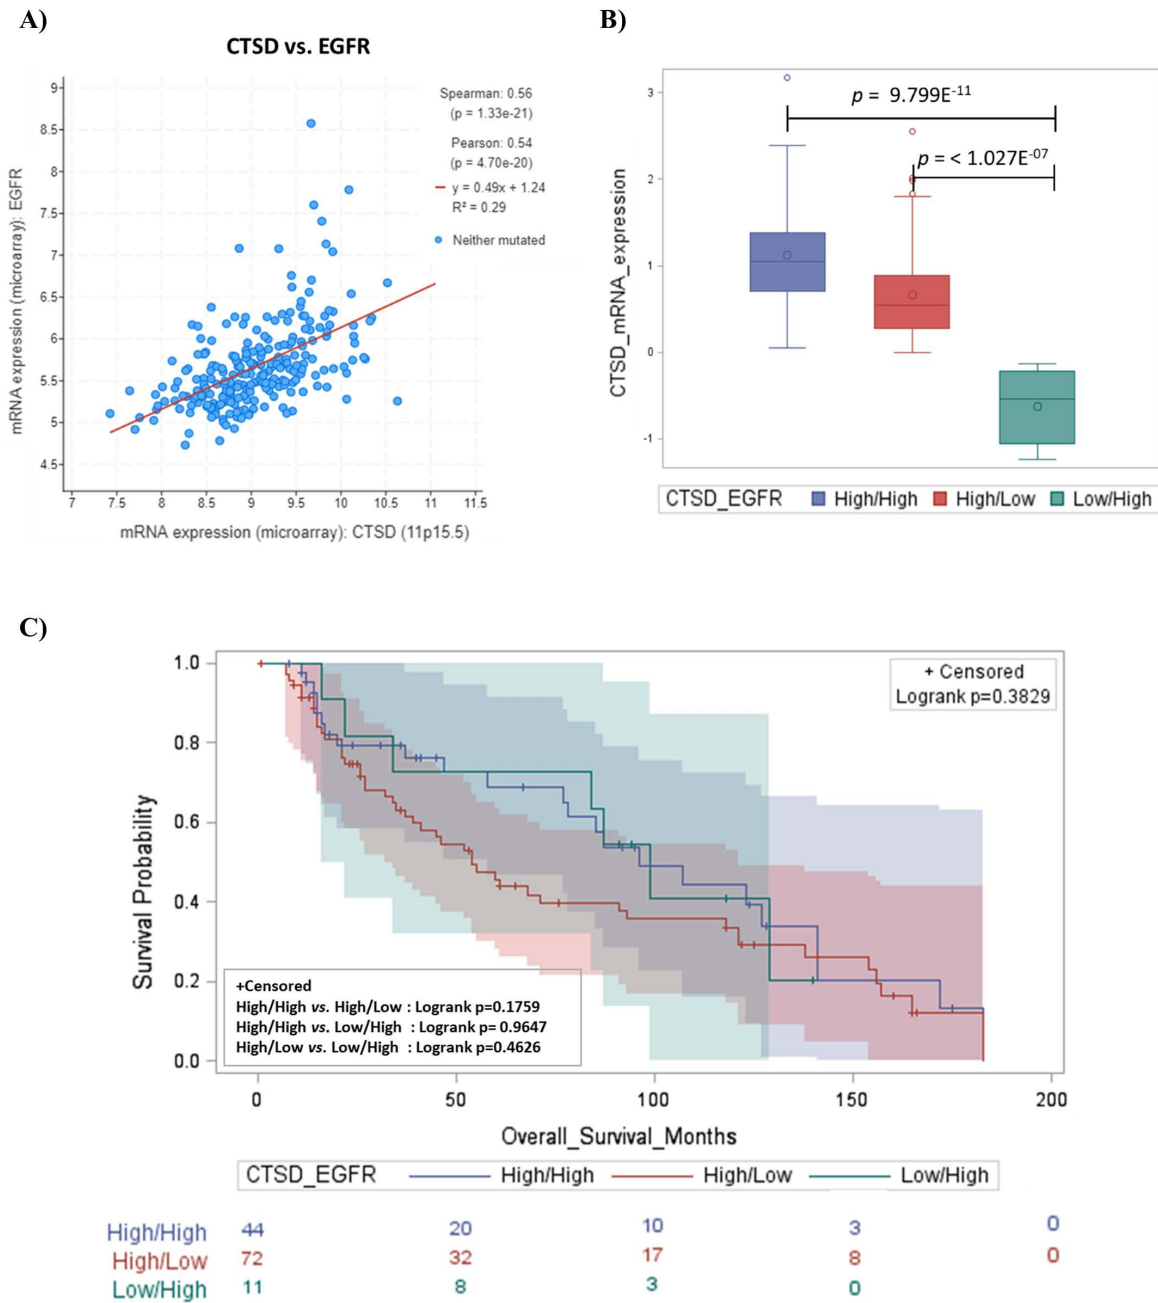 A)
CTSD vs. EGFR
Spearman: 0.56
(p = 1.33e-21)
Pearson: 0.54
(p = 4.70e-20)
y = 0.49x + 1.24
R² = 0.29
Neither mutated
mRNA expression (microarray): EGFR
9
8.5
8
7.5
7
6.5
6
5.5
5
4.5
7 7.5 8 8.5 9 9.5 10 10.5 11 11.5
mRNA expression (microarray): CTSD (11p15.5)
B)
p = 9.799E-11
p = < 1.027E-07
CTSD_mRNA_expression
3
2
1
0
-1
CTSD_EGFR High/High High/Low Low/High
C)
+ Censored
Logrank p=0.3829
Survival Probability
1.0
0.8
0.6
0.4
0.2
0.0
+Censored
High/High vs. High/Low : Logrank p=0.1759
High/High vs. Low/High : Logrank p= 0.9647
High/Low vs. Low/High : Logrank p=0.4626
0 50 100 150 200
Overall_Survival_Months
CTSD_EGFR High/High High/Low Low/High
High/High 44 20 10 3 0
High/Low 72 32 17 8 0
Low/High 11 8 3 0